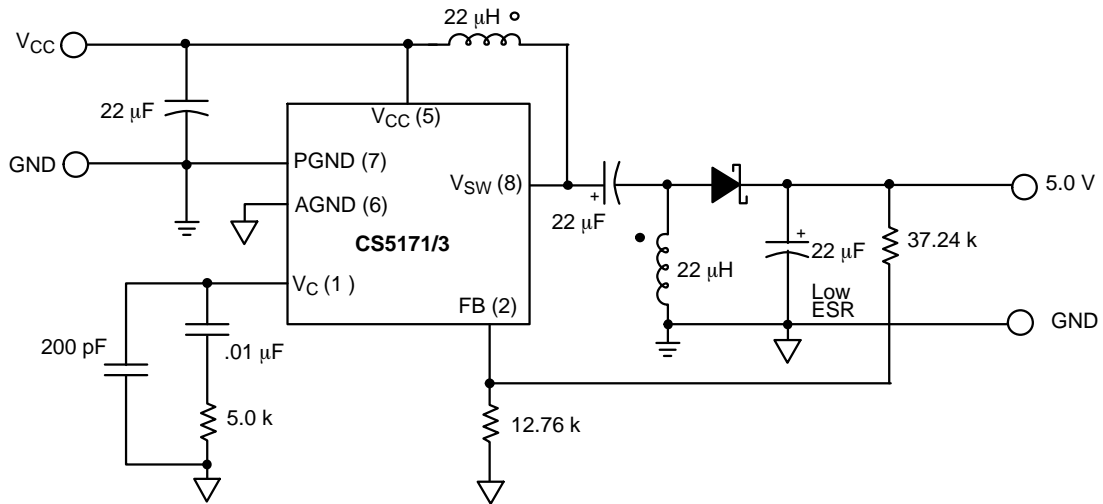 22 μH
V_CC
22 μF
V_CC (5)
GND
PGND (7)
V_SW (8)
AGND (6)
CS5171/3
V_C (1 )
FB (2)
22 μF
+
22 μH
+
22 μF
Low
ESR
37.24 k
5.0 V
GND
200 pF
.01 μF
5.0 k
12.76 k